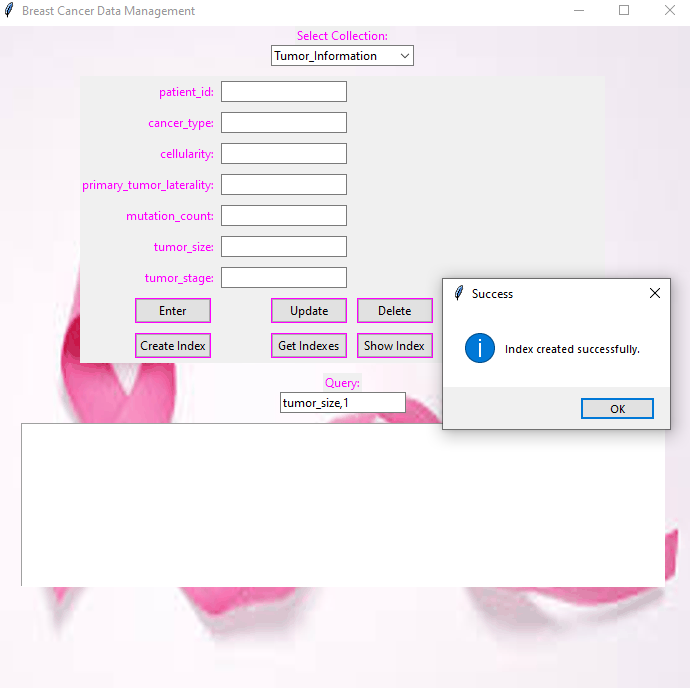 Breast Cancer Data Management
Select Collection:
Tumor_Information
patient_id:
cancer_type:
cellularity:
primary_tumor_laterality:
mutation_count:
tumor_size:
tumor_stage:
Enter Update Delete
Create Index Get Indexes Show Index
Success
Index created successfully.
OK
Query:
tumor_size,1